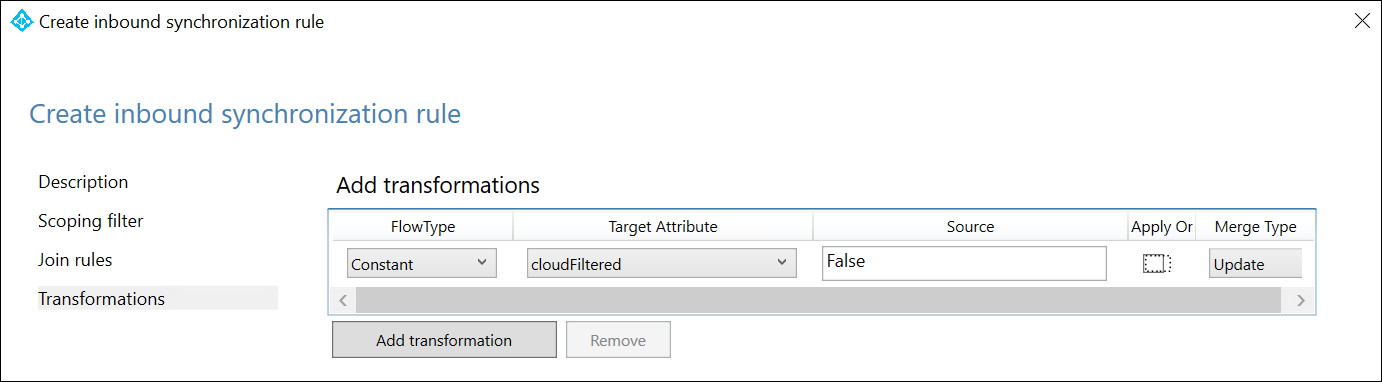 Create inbound synchronization rule
Create inbound synchronization rule
Description
Scoping filter
Join rules
Transformations
Add transformations
FlowType Target Attribute Source Apply Or Merge Type
Constant cloudFiltered False Update
Add transformation Remove